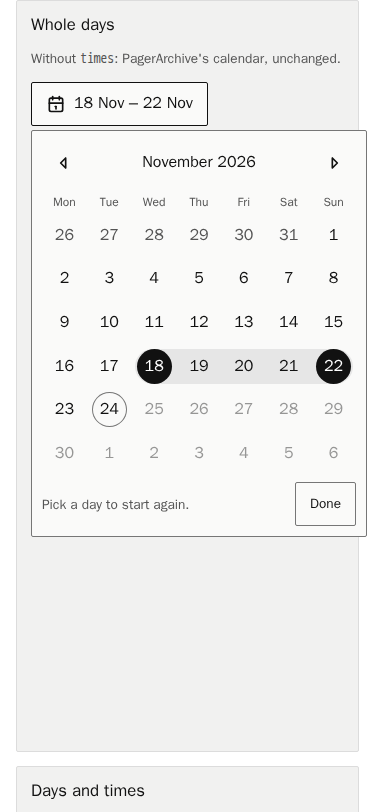 Whole days
Without times: PagerArchive's calendar, unchanged.
18 Nov – 22 Nov
November 2026
Mon Tue Wed Thu Fri Sat Sun
26 27 28 29 30 31 1
2 3 4 5 6 7 8
9 10 11 12 13 14 15
16 17 18 19 20 21 22
23 24 25 26 27 28 29
30 1 2 3 4 5 6
Pick a day to start again. Done
Days and times